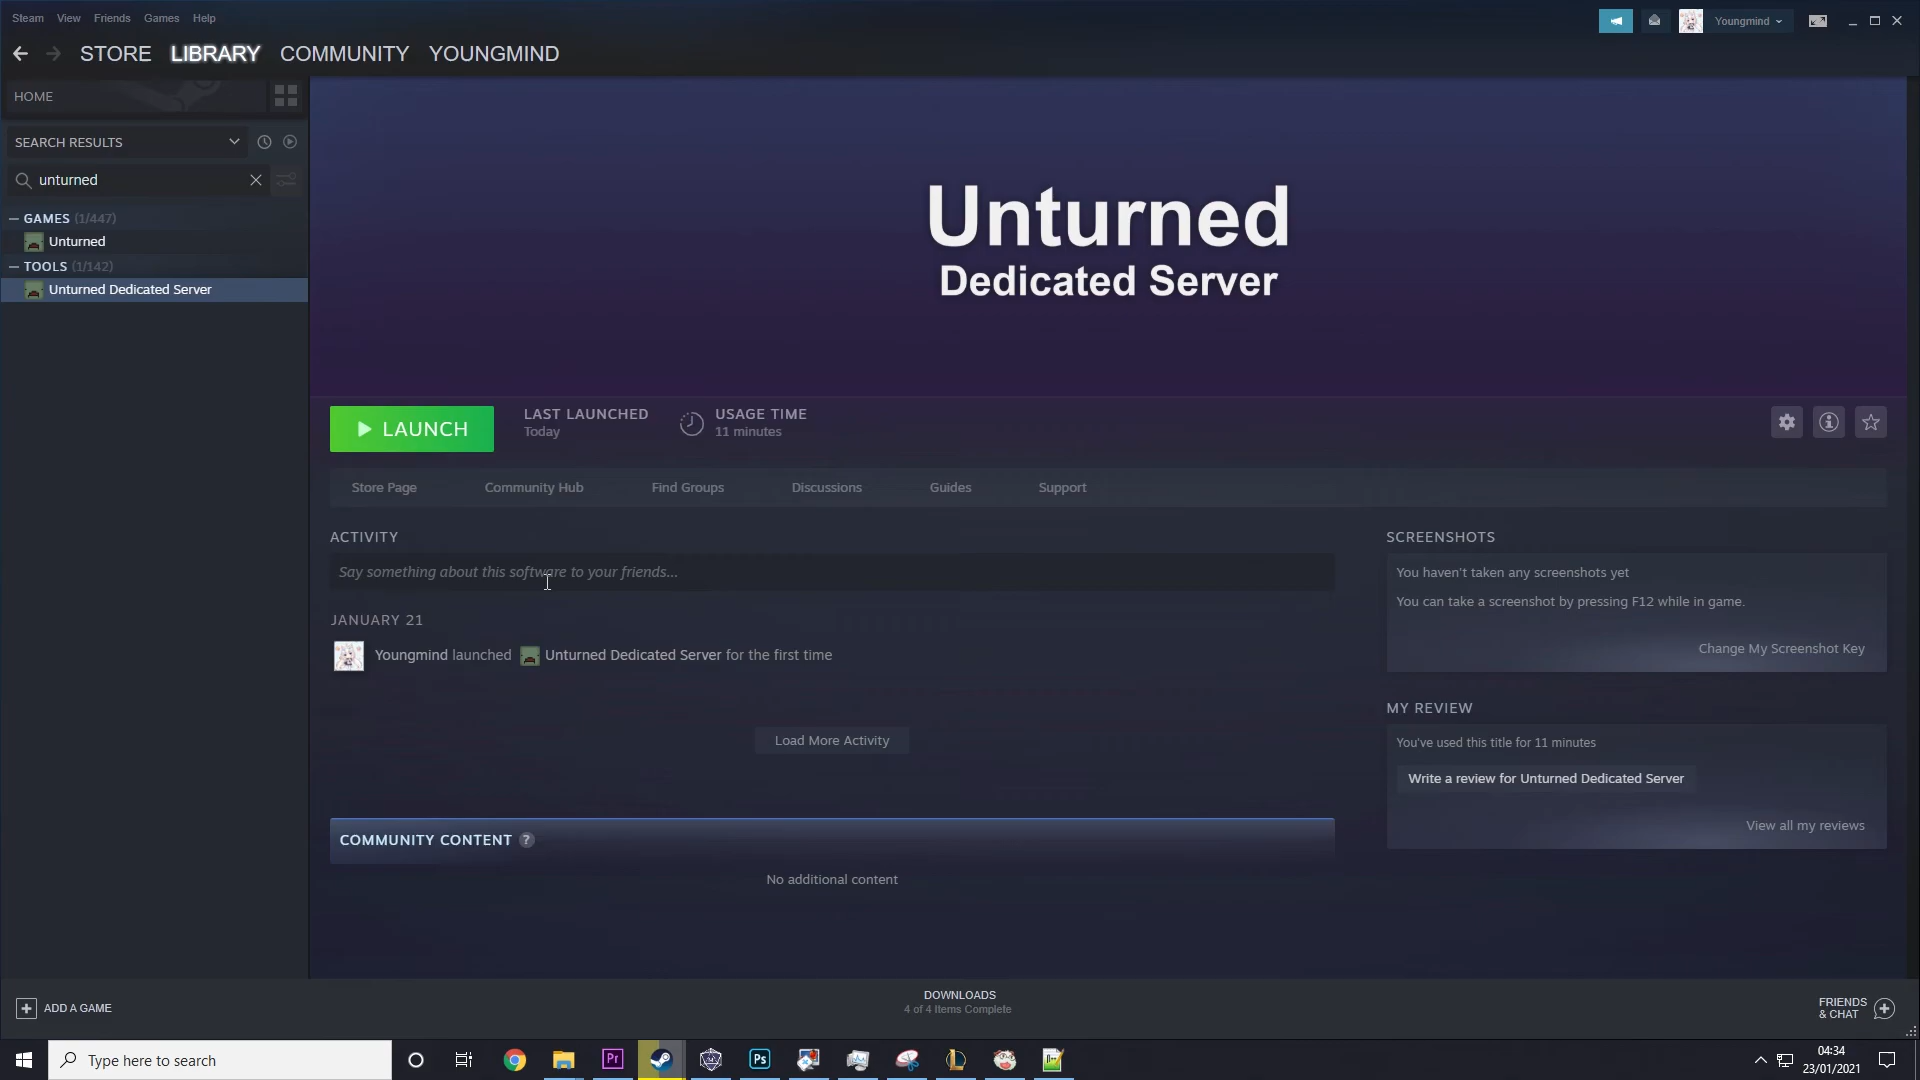 Steam View Friends Games Help
Youngmind
STORE LIBRARY COMMUNITY YOUNGMIND
HOME
SEARCH RESULTS
unturned
GAMES (1/447)
Unturned
TOOLS (1/142)
Unturned Dedicated Server
Unturned
Dedicated Server
LAUNCH
LAST LAUNCHED
Today
USAGE TIME
11 minutes
Store Page Community Hub Find Groups Discussions Guides Support
ACTIVITY
Say something about this software to your friends...
JANUARY 21
Youngmind launched Unturned Dedicated Server for the first time
Load More Activity
COMMUNITY CONTENT ?
No additional content
SCREENSHOTS
You haven't taken any screenshots yet
You can take a screenshot by pressing F12 while in game.
Change My Screenshot Key
MY REVIEW
You've used this title for 11 minutes
Write a review for Unturned Dedicated Server
View all my reviews
ADD A GAME
DOWNLOADS
4 of 4 Items Complete
FRIENDS
& CHAT
Type here to search
Pr
Ps
04:34
23/01/2021